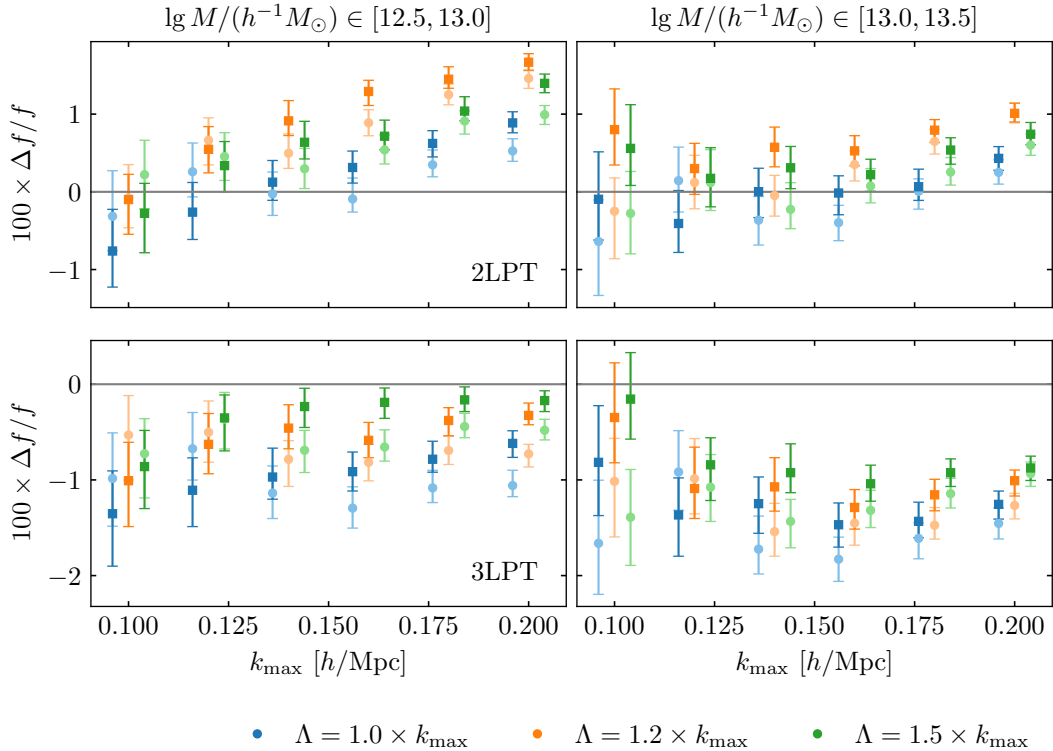 lg M/(h⁻¹M⊙) ∈ [12.5, 13.0]
lg M/(h⁻¹M⊙) ∈ [13.0, 13.5]
100 × Δf/f
1
0
−1
2LPT
100 × Δf/f
0
−1
−2
3LPT
0.100 0.125 0.150 0.175 0.200
0.100 0.125 0.150 0.175 0.200
k_max [h/Mpc]
k_max [h/Mpc]
Λ = 1.0 × k_max
Λ = 1.2 × k_max
Λ = 1.5 × k_max